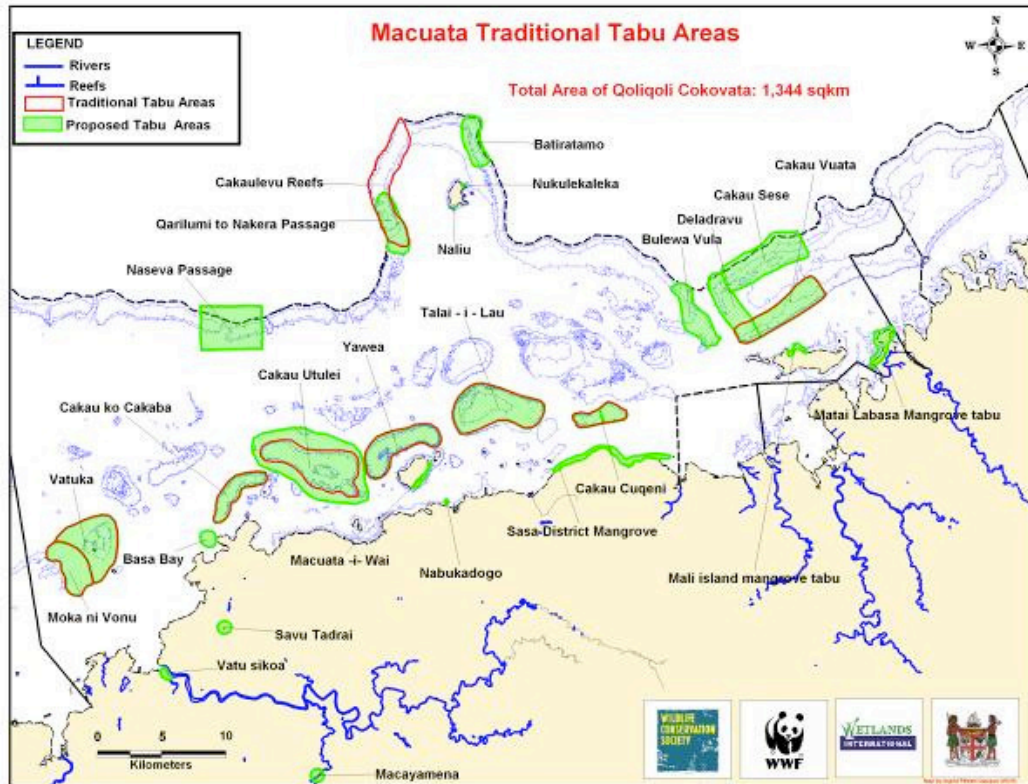 Macuata Traditional Tabu Areas
N
W E
S
LEGEND
Rivers
Reefs
Traditional Tabu Areas
Proposed Tabu Areas
Total Area of Qoliqoli Cokovata: 1,344 sqkm
Batiratamo
Cakau Vuata
Cakaulevu Reefs
Nukulekaleka
Cakau Sese
Qarilumi to Nakera Passage
Deladravu
Naliu
Bulewa Vula
Naseva Passage
Talai - i - Lau
Yawea
Cakau Utulei
Cakau ko Cakaba
Matai Labasa Mangrove tabu
Vatuka
Cakau Cuqeni
Sasa-District Mangrove
Basa Bay
Macuata -i- Wai
Nabukadogo
Mali island mangrove tabu
Moka ni Vonu
Savu Tadrai
Vatu sikoa
0 5 10
Kilometers
Macayamena
WILDLIFE
CONSERVATION
SOCIETY
WWF
WETLANDS
INTERNATIONAL